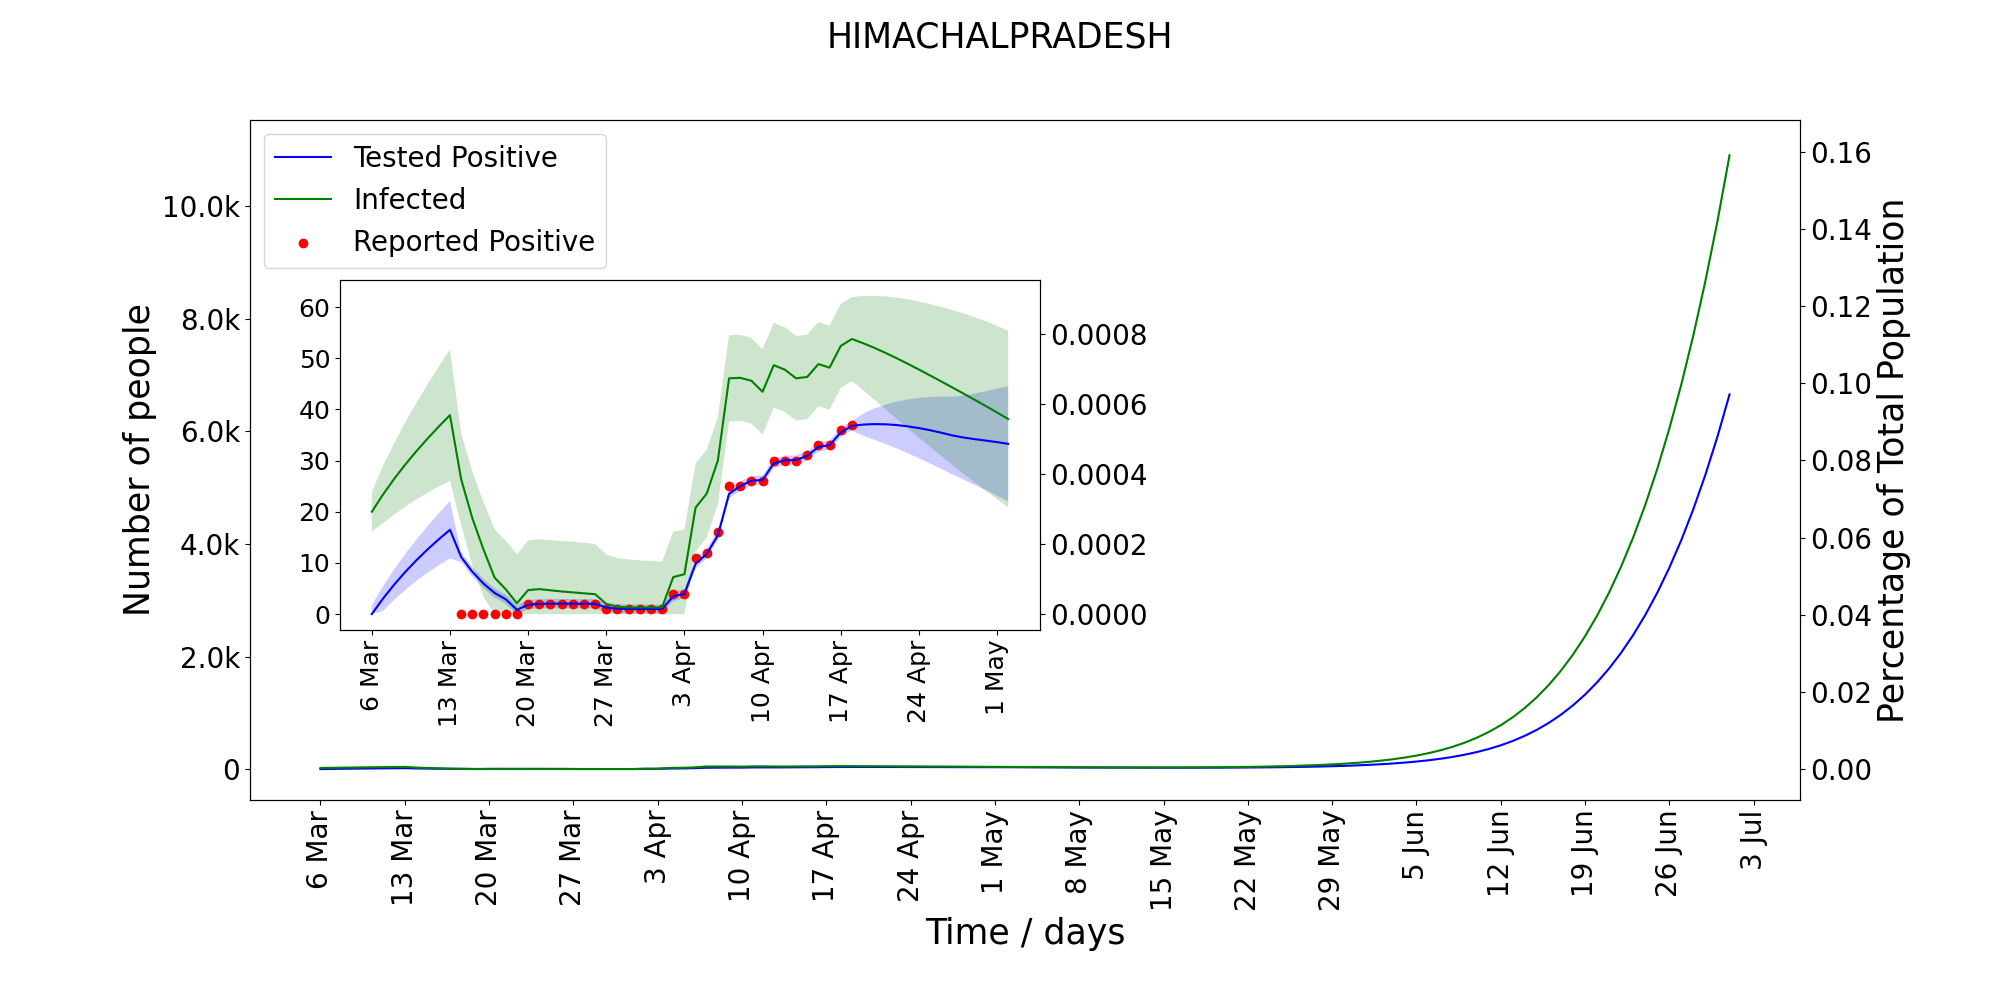 HIMACHALPRADESH
Tested Positive
Infected
Reported Positive
Number of people
10.0k
8.0k
6.0k
4.0k
2.0k
0
60
50
40
30
20
10
0
0.0008
0.0006
0.0004
0.0002
0.0000
6 Mar
13 Mar
20 Mar
27 Mar
3 Apr
10 Apr
17 Apr
24 Apr
1 May
0.16
0.14
0.12
0.10
0.08
0.06
0.04
0.02
0.00
Percentage of Total Population
6 Mar
13 Mar
20 Mar
27 Mar
3 Apr
10 Apr
17 Apr
24 Apr
1 May
8 May
15 May
22 May
29 May
5 Jun
12 Jun
19 Jun
26 Jun
3 Jul
Time / days